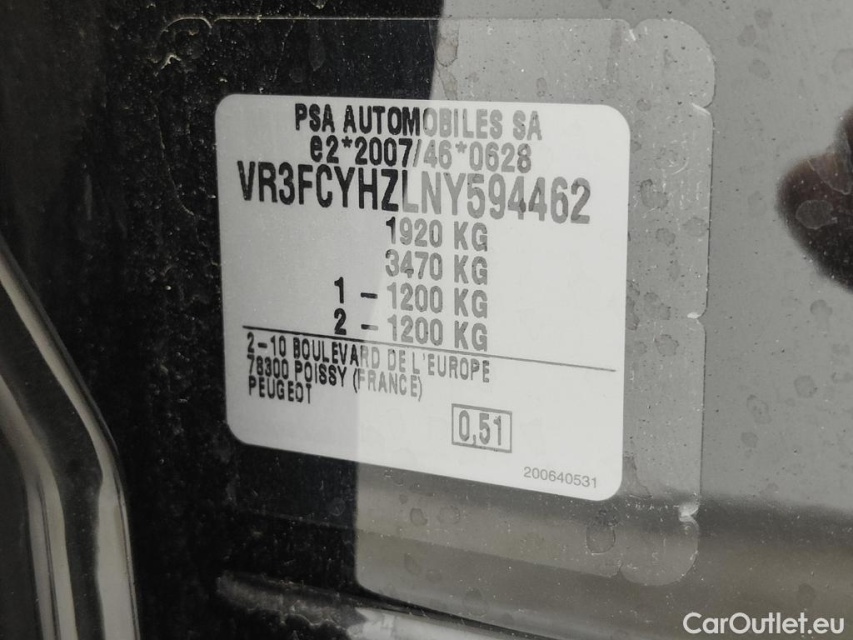 PSA AUTOMOBILES SA
e2*2007/46*0628
VR3FCYHZLNY594462
1920 KG
3470 KG
1 - 1200 KG
2 - 1200 KG
2-10 BOULEVARD DE L'EUROPE
78300 POISSY (FRANCE)
PEUGEOT
0,51
200640531
CarOutlet.eu